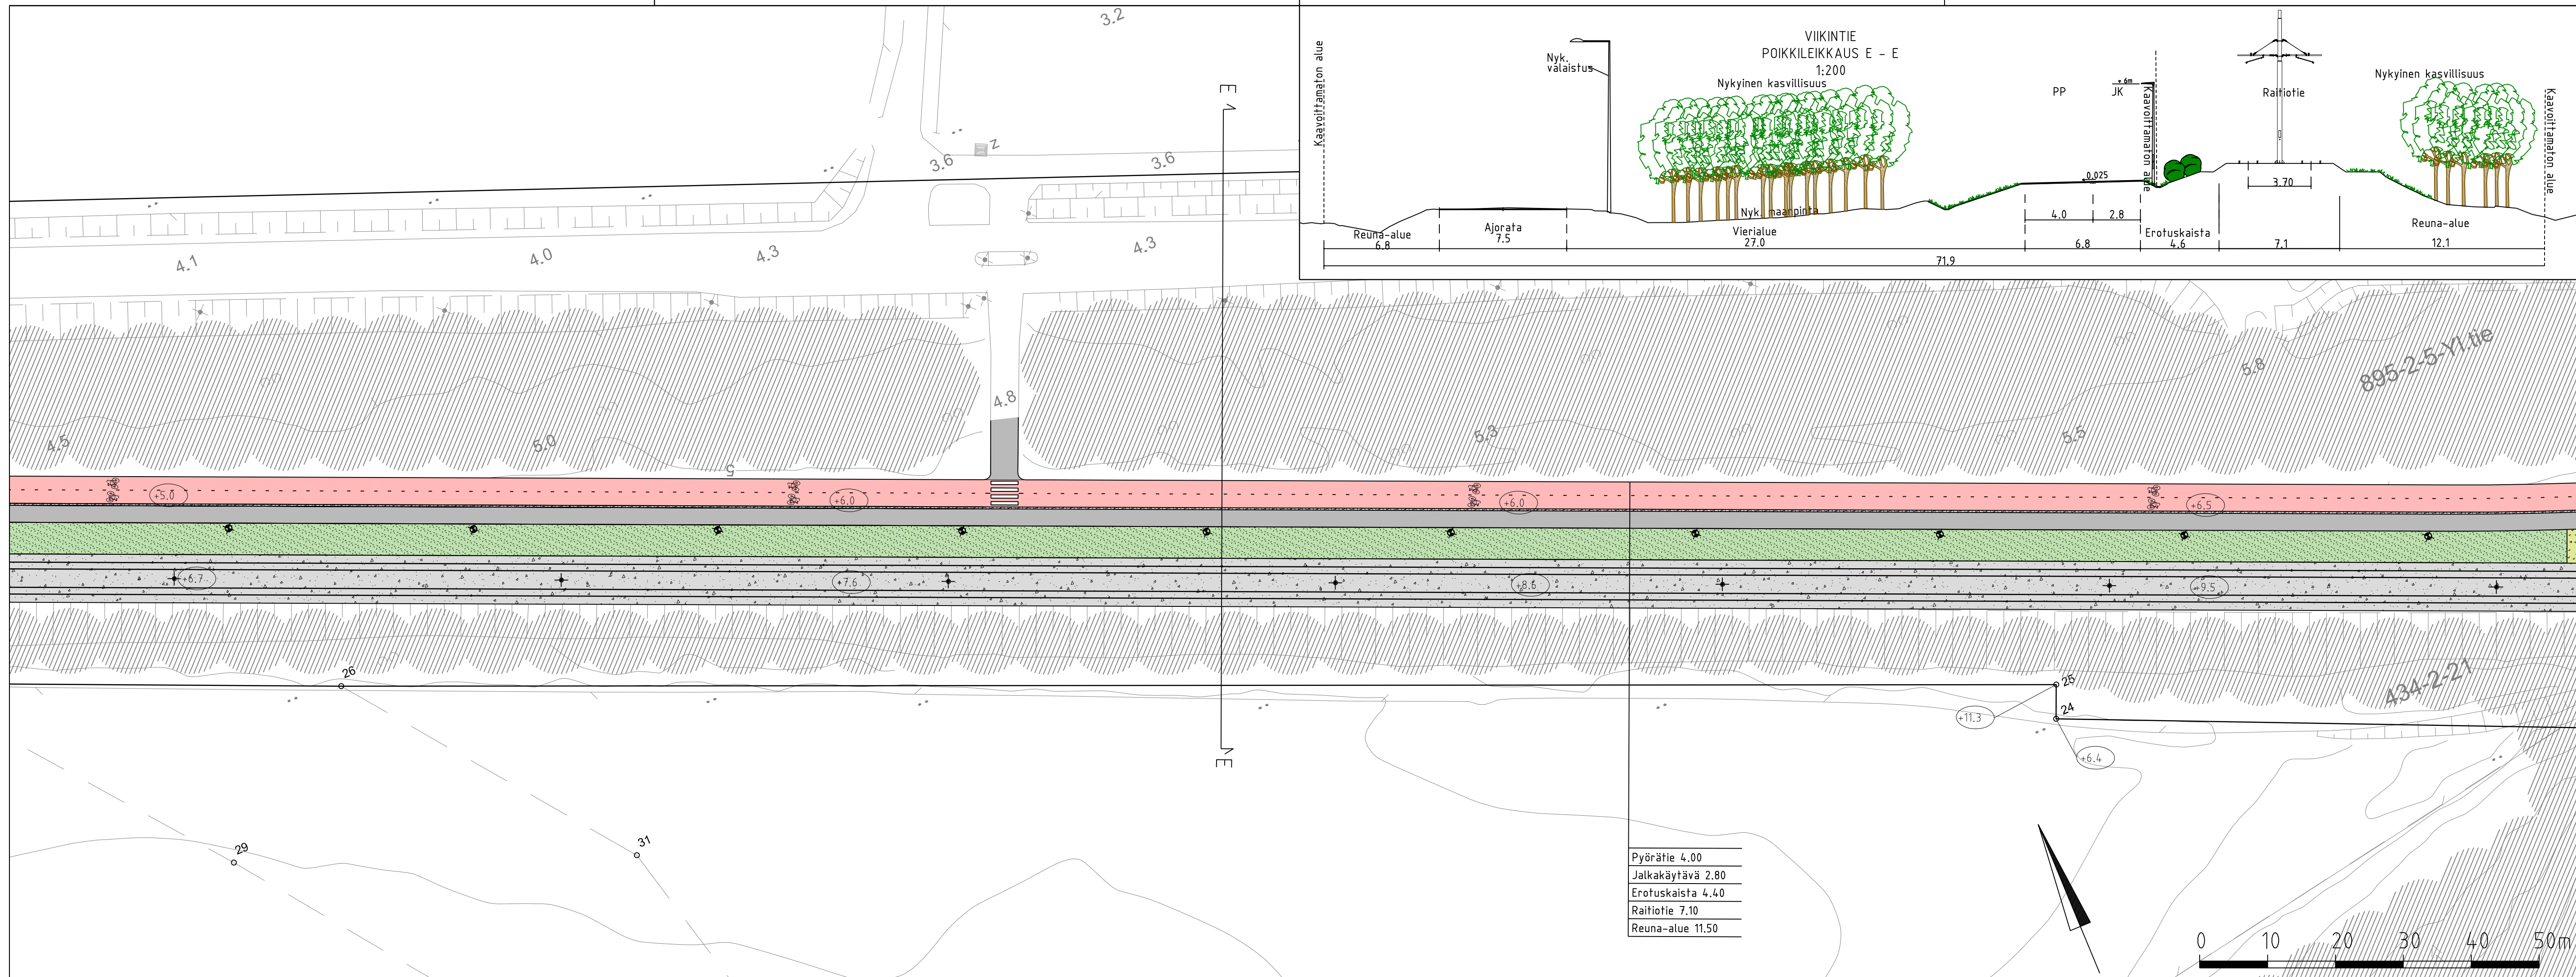 3.2
3.6
z
3.6
4.1
4.0
4.3
4.3
E
VIIKINTIE
POIKKILEIKKAUS E - E
1:200
Kaavoittamaton alue
Nyk.
valaistus
Nykyinen kasvillisuus
PP
JK
6m
Kaavoittamaton alue
Raitiotie
Nykyinen kasvillisuus
Kaavoittamaton alue
0.025
3.70
Nyk. maanpinta
4.0
2.8
Reuna-alue
6.8
Ajorata
7.5
Vierialue
27.0
6.8
Erotuskaista
4.6
7.1
Reuna-alue
12.1
71.9
4.8
5.8
895-2-5-Yl.tie
4.5
5.0
5
5.3
5.5
+5.0
+6.0
+6.0
+6.5
+6.7
+7.6
+8.6
+9.5
26
25
24
434-2-21
+11.3
+6.4
E
29
31
Pyörätie 4.00
Jalkakäytävä 2.80
Erotuskaista 4.40
Raitiotie 7.10
Reuna-alue 11.50
0 10 20 30 40 50m